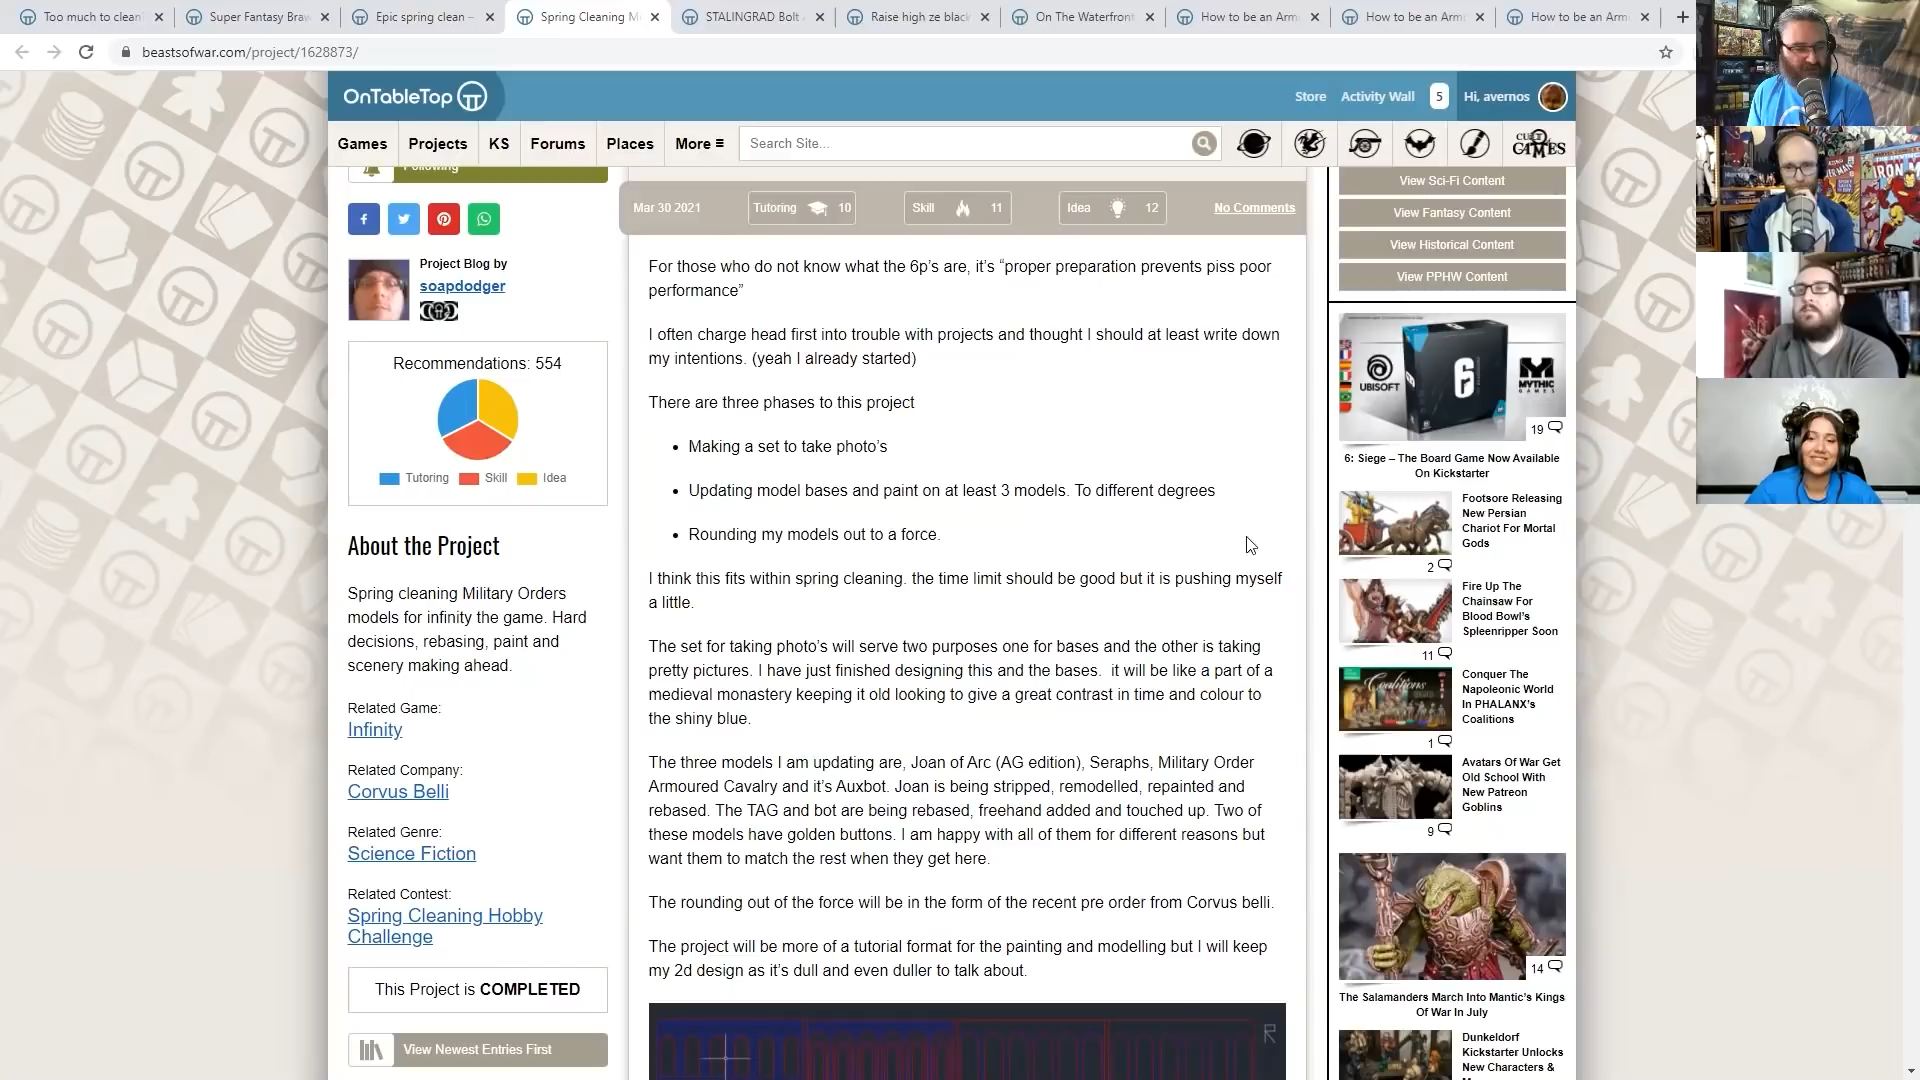 Too much to clean
Super Fantasy Braw
Epic spring clean –
Spring Cleaning M
STALINGRAD Bolt A
Raise high ze black
On The Waterfront
How to be an Arm
How to be an Arm
How to be an Arm
beastsofwar.com/project/1628873/
OnTableTop
Store
Activity Wall
5
Hi, avernos
Games
Projects
KS
Forums
Places
More ≡
Search Site...
CULT OF GAMES
Following
Project Blog by
soapdodger
Recommendations: 554
Tutoring
Skill
Idea
About the Project
Spring cleaning Military Orders
models for infinity the game. Hard
decisions, rebasing, paint and
scenery making ahead.
Related Game:
Infinity
Related Company:
Corvus Belli
Related Genre:
Science Fiction
Related Contest:
Spring Cleaning Hobby
Challenge
This Project is COMPLETED
View Newest Entries First
Mar 30 2021
Tutoring 10
Skill 11
Idea 12
No Comments
For those who do not know what the 6p’s are, it’s “proper preparation prevents piss poor
performance”
I often charge head first into trouble with projects and thought I should at least write down
my intentions. (yeah I already started)
There are three phases to this project
• Making a set to take photo’s
• Updating model bases and paint on at least 3 models. To different degrees
• Rounding my models out to a force.
I think this fits within spring cleaning. the time limit should be good but it is pushing myself
a little.
The set for taking photo’s will serve two purposes one for bases and the other is taking
pretty pictures. I have just finished designing this and the bases.  it will be like a part of a
medieval monastery keeping it old looking to give a great contrast in time and colour to
the shiny blue.
The three models I am updating are, Joan of Arc (AG edition), Seraphs, Military Order
Armoured Cavalry and it’s Auxbot. Joan is being stripped, remodelled, repainted and
rebased. The TAG and bot are being rebased, freehand added and touched up. Two of
these models have golden buttons. I am happy with all of them for different reasons but
want them to match the rest when they get here.
The rounding out of the force will be in the form of the recent pre order from Corvus belli.
The project will be more of a tutorial format for the painting and modelling but I will keep
my 2d design as it’s dull and even duller to talk about.
View Sci-Fi Content
View Fantasy Content
View Historical Content
View PPHW Content
UBISOFT
6
MYTHIC
GAMES
19
6: Siege – The Board Game Now Available
On Kickstarter
Footsore Releasing
New Persian
Chariot For Mortal
Gods
2
Fire Up The
Chainsaw For
Blood Bowl’s
Spleenripper Soon
11
Coalitions
Conquer The
Napoleonic World
In PHALANX’s
Coalitions
1
Avatars Of War Get
Old School With
New Patreon
Goblins
9
14
The Salamanders March Into Mantic’s Kings
Of War In July
Dunkeldorf
Kickstarter Unlocks
New Characters &
IRON M